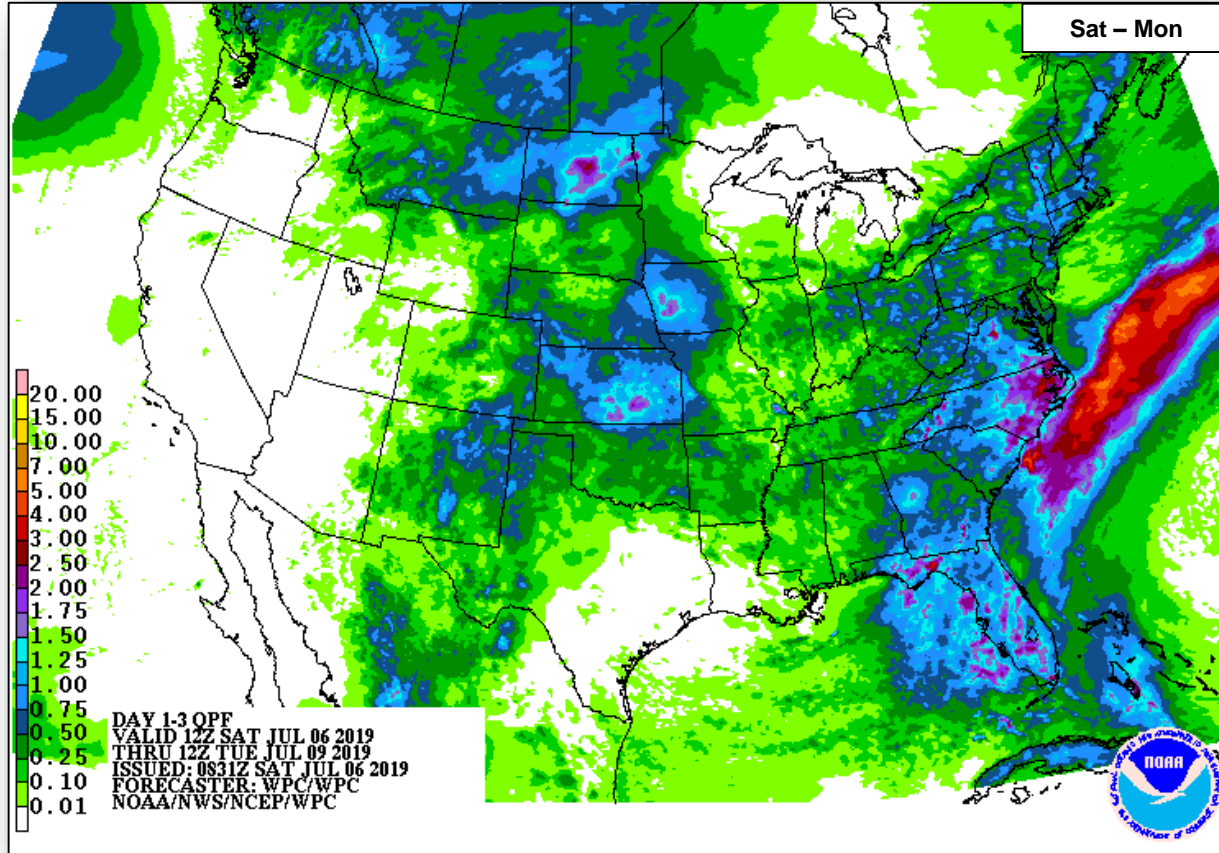 Sat – Mon
20.00
15.00
10.00
7.00
5.00
4.00
3.00
2.50
2.00
1.75
1.50
1.25
1.00
0.75
0.50
0.25
0.10
0.01
DAY 1-3 QPF
VALID 12Z SAT JUL 06 2019
THRU 12Z TUE JUL 09 2019
ISSUED: 0831Z SAT JUL 06 2019
FORECASTER: WPC/WPC
NOAA/NWS/NCEP/WPC
NOAA